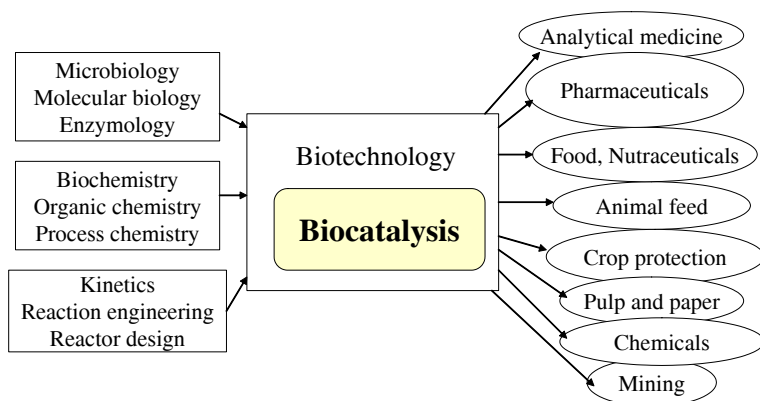 Microbiology
Molecular biology
Enzymology
Biochemistry
Organic chemistry
Process chemistry
Kinetics
Reaction engineering
Reactor design
Biotechnology
Biocatalysis
Analytical medicine
Pharmaceuticals
Food, Nutraceuticals
Animal feed
Crop protection
Pulp and paper
Chemicals
Mining